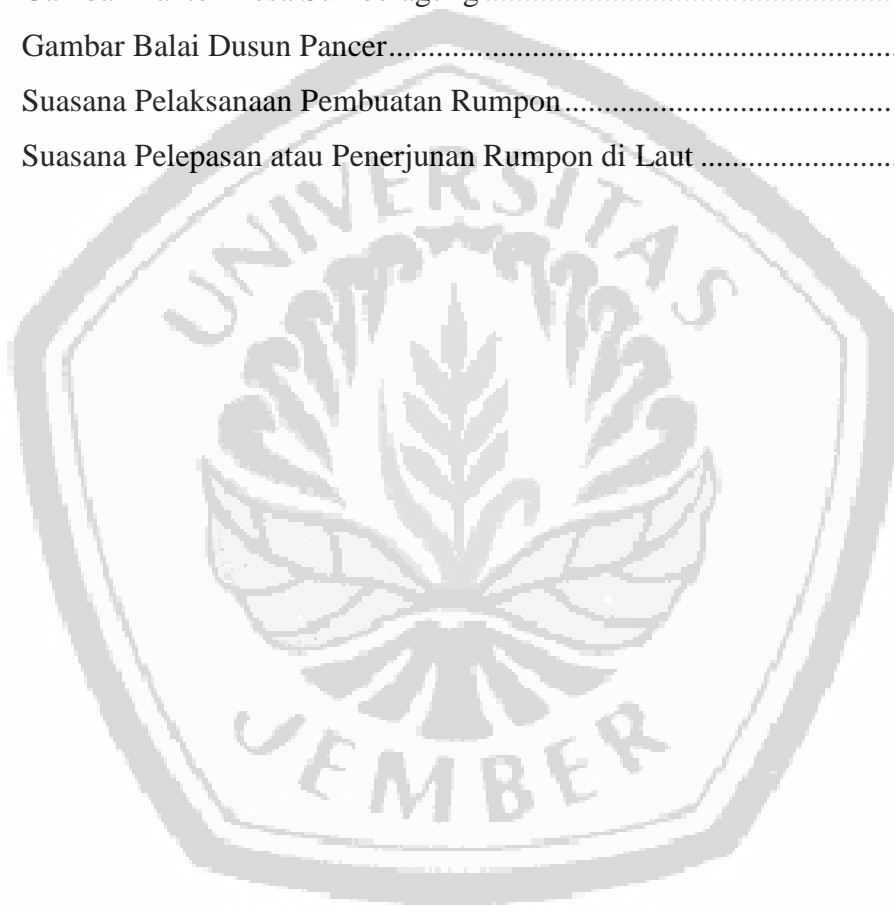 Gambar Balai Dusun Pancer....................................................................
Suasana Pelaksanaan Pembuatan Rumpon..........................................
Suasana Pelepasan atau Penerjunan Rumpon di Laut ........................
UNIVERSITAS
JEMBER